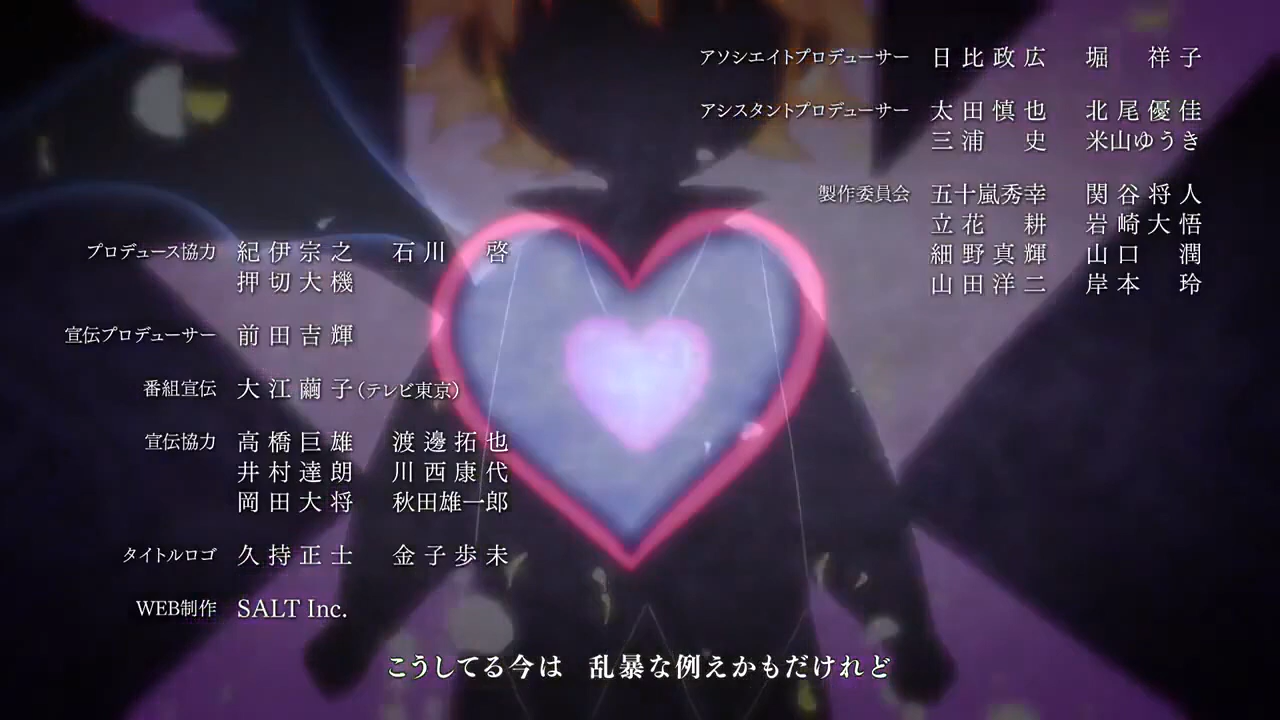 プロデュース協力 紀伊宗之 石川 啓
押切大機
宣伝プロデューサー 前田吉輝
番組宣伝 大江繭子(テレビ東京)
宣伝協力 高橋巨雄 渡邊拓也
井村達朗 川西康代
岡田大将 秋田雄一郎
タイトルロゴ 久持正士 金子歩未
WEB制作 SALT Inc.
アソシエイトプロデューサー 日比政広 堀 祥子
アシスタントプロデューサー 太田慎也 北尾優佳
三浦 史 米山ゆうき
製作委員会 五十嵐秀幸 関谷将人
立花 耕 岩崎大悟
細野真輝 山口 潤
山田洋二 岸本 玲
こうしてる今は 乱暴な例えかもだけれど